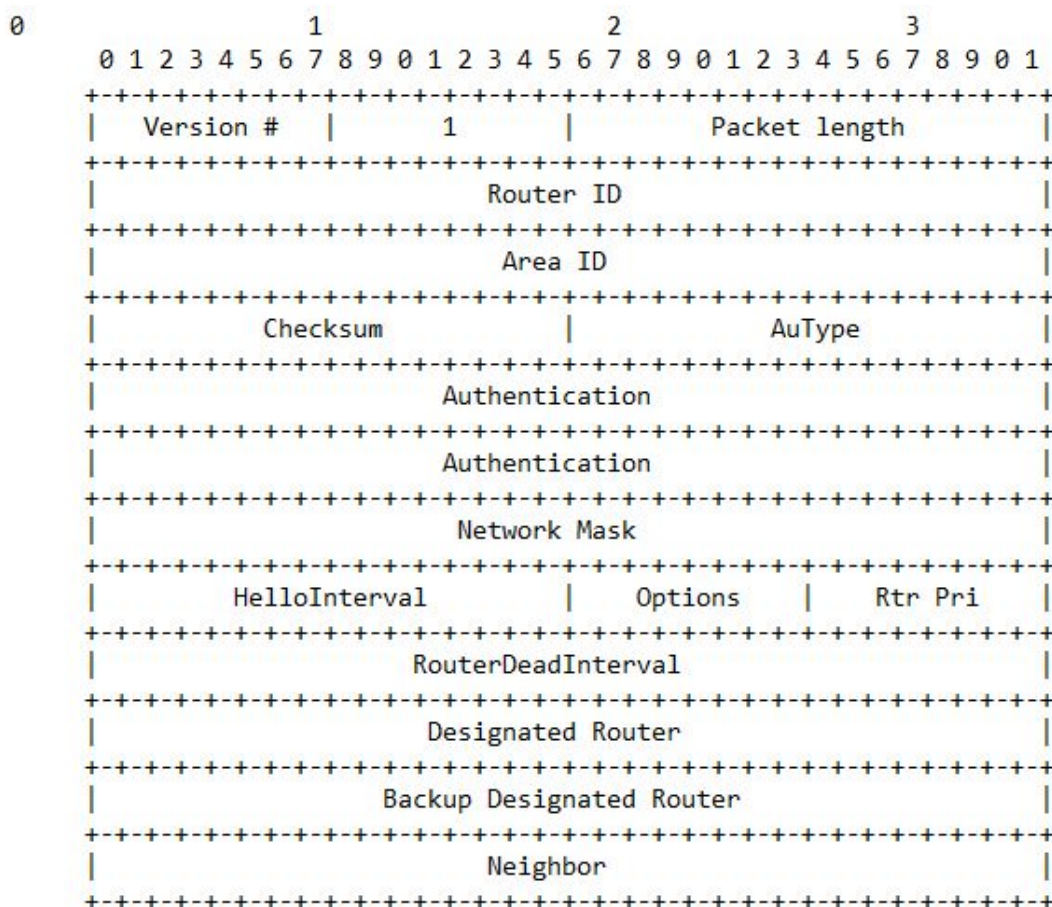 0                   1                   2                   3
      0 1 2 3 4 5 6 7 8 9 0 1 2 3 4 5 6 7 8 9 0 1 2 3 4 5 6 7 8 9 0 1
     +-+-+-+-+-+-+-+-+-+-+-+-+-+-+-+-+-+-+-+-+-+-+-+-+-+-+-+-+-+-+-+-+
     |   Version #   |       1       |         Packet length         |
     +-+-+-+-+-+-+-+-+-+-+-+-+-+-+-+-+-+-+-+-+-+-+-+-+-+-+-+-+-+-+-+-+
     |                          Router ID                            |
     +-+-+-+-+-+-+-+-+-+-+-+-+-+-+-+-+-+-+-+-+-+-+-+-+-+-+-+-+-+-+-+-+
     |                           Area ID                             |
     +-+-+-+-+-+-+-+-+-+-+-+-+-+-+-+-+-+-+-+-+-+-+-+-+-+-+-+-+-+-+-+-+
     |           Checksum            |             AuType            |
     +-+-+-+-+-+-+-+-+-+-+-+-+-+-+-+-+-+-+-+-+-+-+-+-+-+-+-+-+-+-+-+-+
     |                       Authentication                          |
     +-+-+-+-+-+-+-+-+-+-+-+-+-+-+-+-+-+-+-+-+-+-+-+-+-+-+-+-+-+-+-+-+
     |                       Authentication                          |
     +-+-+-+-+-+-+-+-+-+-+-+-+-+-+-+-+-+-+-+-+-+-+-+-+-+-+-+-+-+-+-+-+
     |                        Network Mask                           |
     +-+-+-+-+-+-+-+-+-+-+-+-+-+-+-+-+-+-+-+-+-+-+-+-+-+-+-+-+-+-+-+-+
     |         HelloInterval         |    Options    |    Rtr Pri    |
     +-+-+-+-+-+-+-+-+-+-+-+-+-+-+-+-+-+-+-+-+-+-+-+-+-+-+-+-+-+-+-+-+
     |                     RouterDeadInterval                        |
     +-+-+-+-+-+-+-+-+-+-+-+-+-+-+-+-+-+-+-+-+-+-+-+-+-+-+-+-+-+-+-+-+
     |                      Designated Router                        |
     +-+-+-+-+-+-+-+-+-+-+-+-+-+-+-+-+-+-+-+-+-+-+-+-+-+-+-+-+-+-+-+-+
     |                   Backup Designated Router                    |
     +-+-+-+-+-+-+-+-+-+-+-+-+-+-+-+-+-+-+-+-+-+-+-+-+-+-+-+-+-+-+-+-+
     |                          Neighbor                             |
     +-+-+-+-+-+-+-+-+-+-+-+-+-+-+-+-+-+-+-+-+-+-+-+-+-+-+-+-+-+-+-+-+